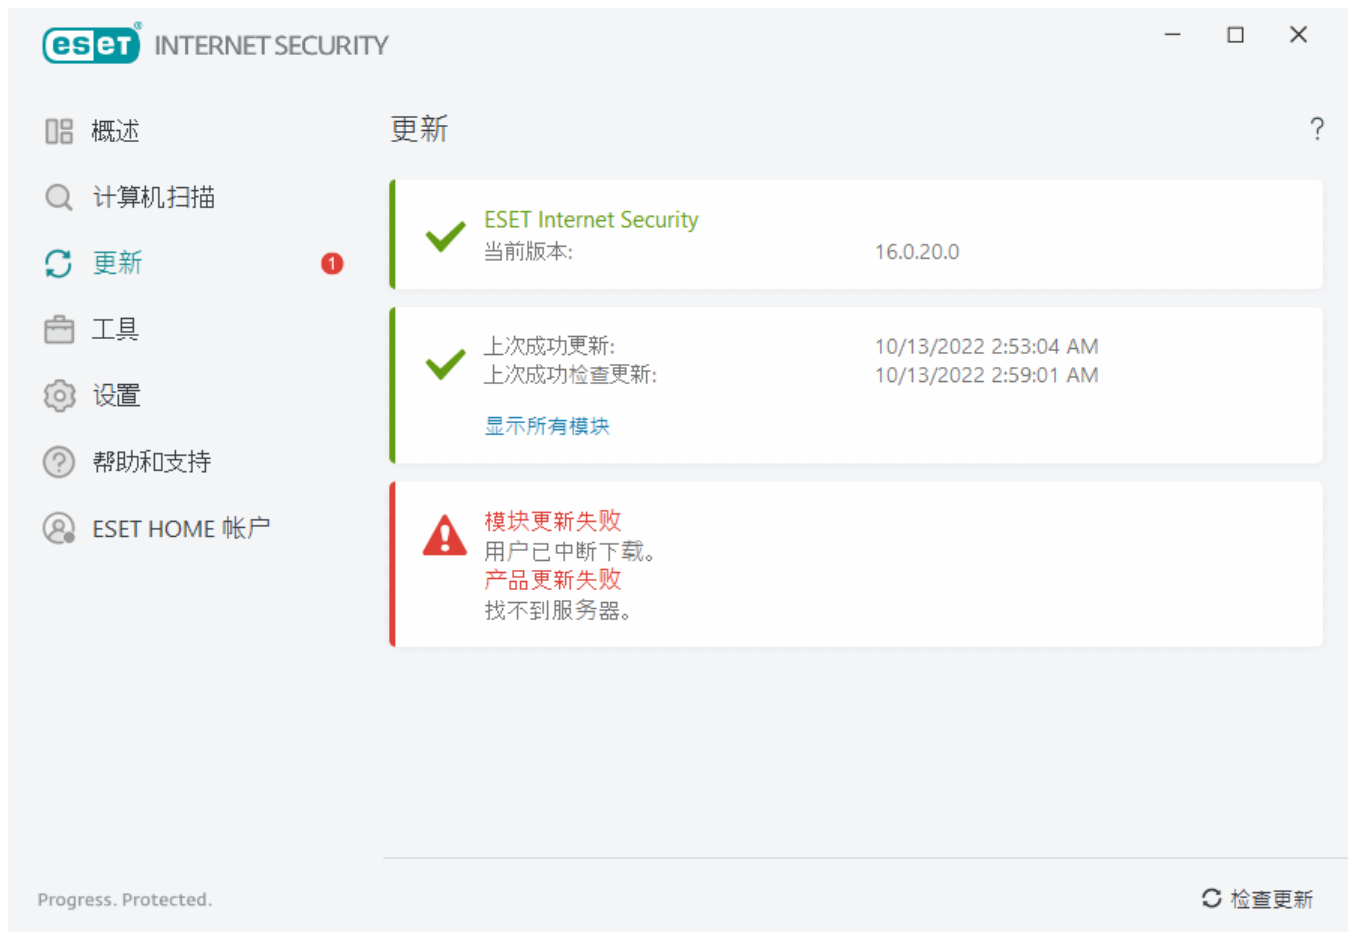 eset® INTERNET SECURITY
概述
计算机扫描
更新
1
工具
设置
帮助和支持
ESET HOME 帐户
更新
?
ESET Internet Security
当前版本: 16.0.20.0
上次成功更新: 10/13/2022 2:53:04 AM
上次成功检查更新: 10/13/2022 2:59:01 AM
显示所有模块
模块更新失败
用户已中断下载。
产品更新失败
找不到服务器。
Progress. Protected.
检查更新